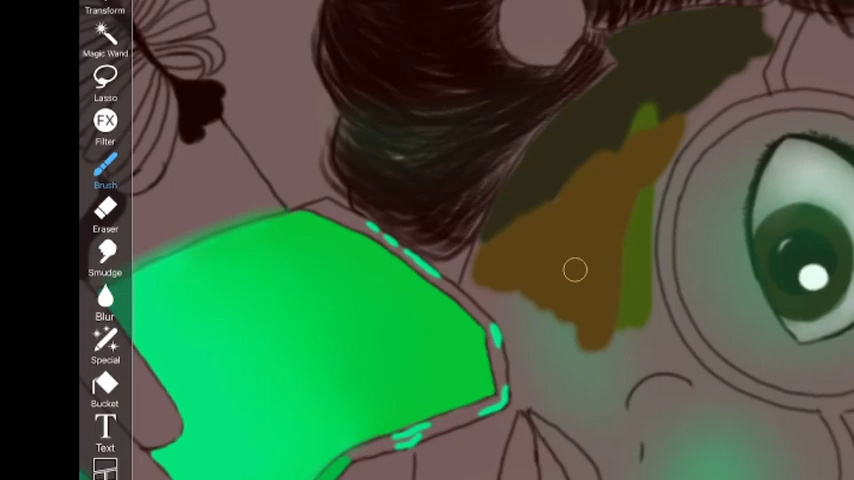 Transform
Magic Wand
Lasso
FX
Filter
Brush
Eraser
Smudge
Blur
Special
Bucket
T
Text